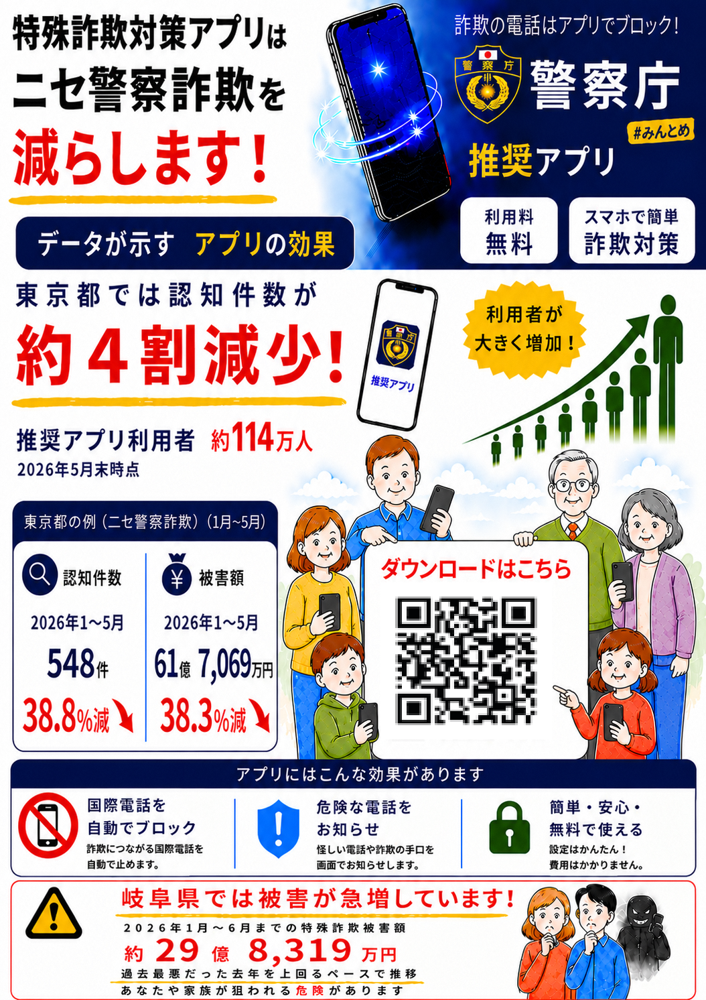 特殊詐欺対策アプリは
ニセ警察詐欺を
減らします！
詐欺の電話はアプリでブロック！
警察庁
警察庁
#みんとめ
推奨アプリ
利用料
無料
スマホで簡単
詐欺対策
データが示す アプリの効果
東京都では認知件数が
約４割減少！
推奨アプリ利用者 約114万人
2026年5月末時点
推奨アプリ
利用者が
大きく増加！
東京都の例（ニセ警察詐欺）（1月~5月）
認知件数
2026年1～5月
548件
38.8%減
被害額
2026年1～5月
61億 7,069万円
38.3%減
ダウンロードはこちら
アプリにはこんな効果があります
国際電話を
自動でブロック
詐欺につながる国際電話を
自動で止めます。
危険な電話を
お知らせ
怪しい電話や詐欺の手口を
画面でお知らせします。
簡単・安心・
無料で使える
設定はかんたん！
費用はかかりません。
岐阜県では被害が急増しています！
2026年1月～6月までの特殊詐欺被害額
約 29 億 8,319 万円
過去最悪だった去年を上回るペースで推移
あなたや家族が狙われる危険があります